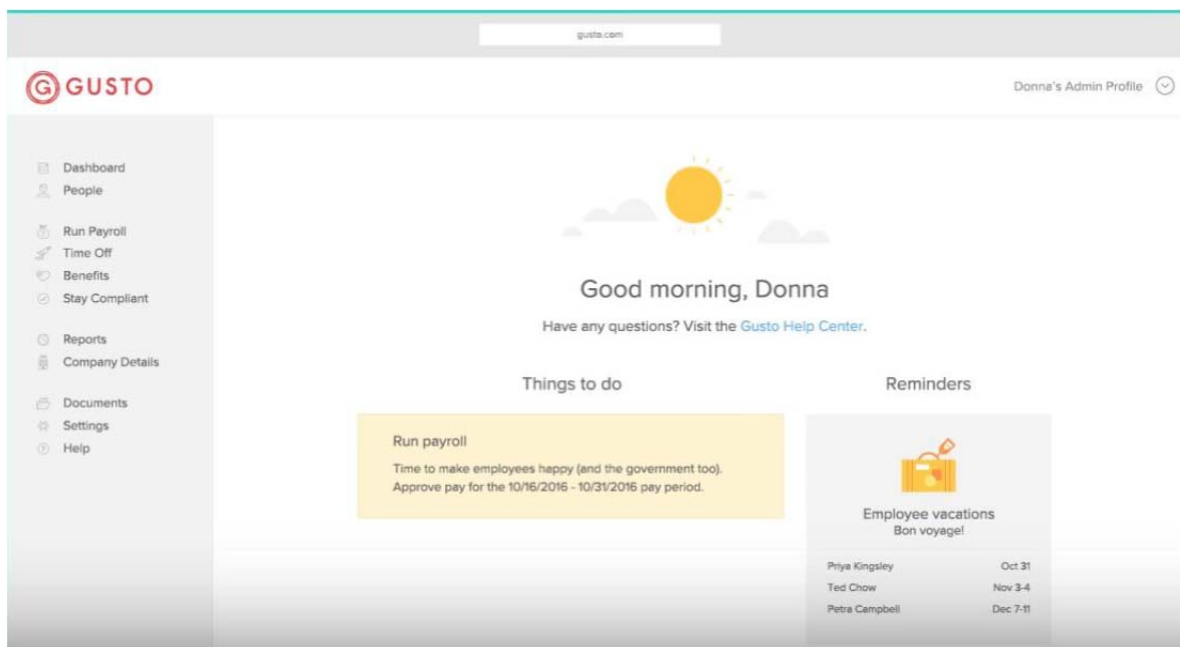 gusto.com
G GUSTO
Donna's Admin Profile
Dashboard
People
Run Payroll
Time Off
Benefits
Stay Compliant
Reports
Company Details
Documents
Settings
Help
Good morning, Donna
Have any questions? Visit the Gusto Help Center.
Things to do
Run payroll
Time to make employees happy (and the government too).
Approve pay for the 10/16/2016 - 10/31/2016 pay period.
Reminders
Employee vacations
Bon voyage!
Priya Kingsley Oct 31
Ted Chow Nov 3-4
Petra Campbell Dec 7-11